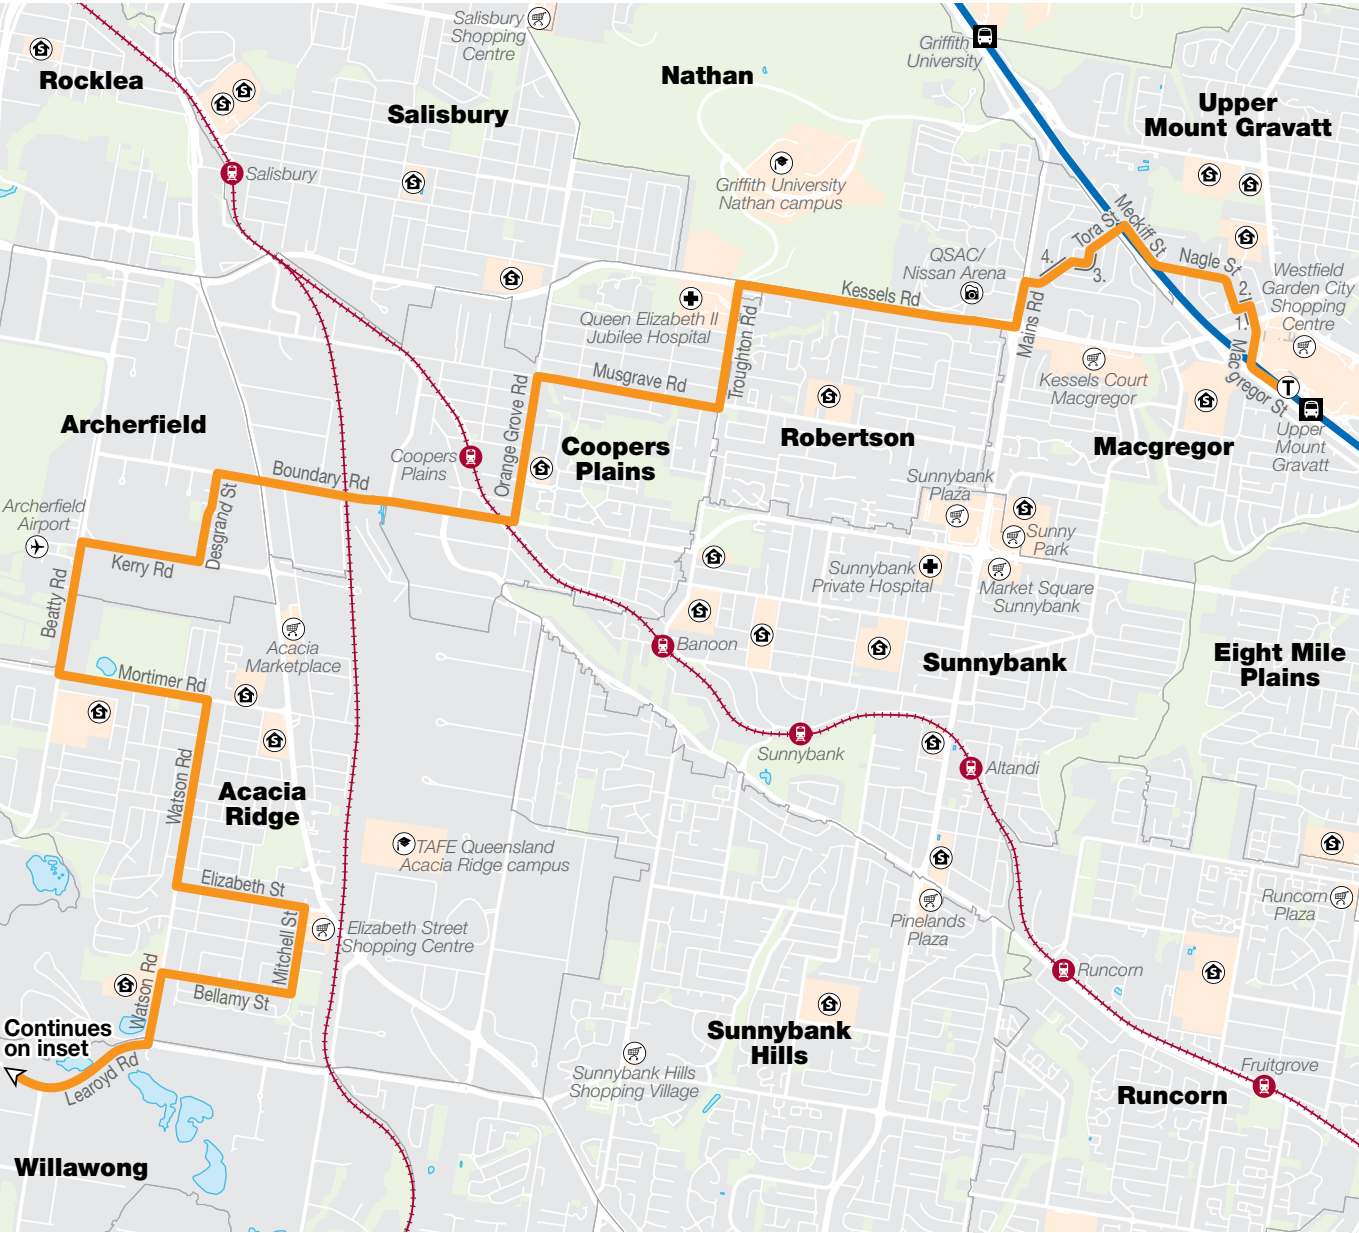 Salisbury
Shopping
Centre
Griffith
University
Rocklea
Nathan
Salisbury
Upper
Mount Gravatt
Salisbury
Griffith University
Nathan campus
Meckiff St
Tora St
4.
3.
Nagle St
2.
1.
QSAC/
Nissan Arena
Westfield
Garden City
Shopping
Centre
Kessels Rd
Mains Rd
Queen Elizabeth II
Jubilee Hospital
Troughton Rd
Musgrave Rd
Kessels Court
Macgregor
Macgregor St
T
Upper
Mount
Gravatt
Orange Grove Rd
Archerfield
Coopers
Plains
Robertson
Macgregor
Coopers
Plains
Boundary Rd
Desgrand St
Sunnybank
Plaza
Archerfield
Airport
Sunny
Park
Kerry Rd
Beatty Rd
Sunnybank
Private Hospital
Market Square
Sunnybank
Acacia
Marketplace
Banoon
Sunnybank
Eight Mile
Plains
Mortimer Rd
Sunnybank
Altandi
Watson Rd
Acacia
Ridge
TAFE Queensland
Acacia Ridge campus
Elizabeth St
Runcorn
Plaza
Mitchell St
Elizabeth Street
Shopping Centre
Pinelands
Plaza
Watson Rd
Bellamy St
Runcorn
Continues
on inset
Learoyd Rd
Sunnybank
Hills
Sunnybank Hills
Shopping Village
Fruitgrove
Runcorn
Willawong